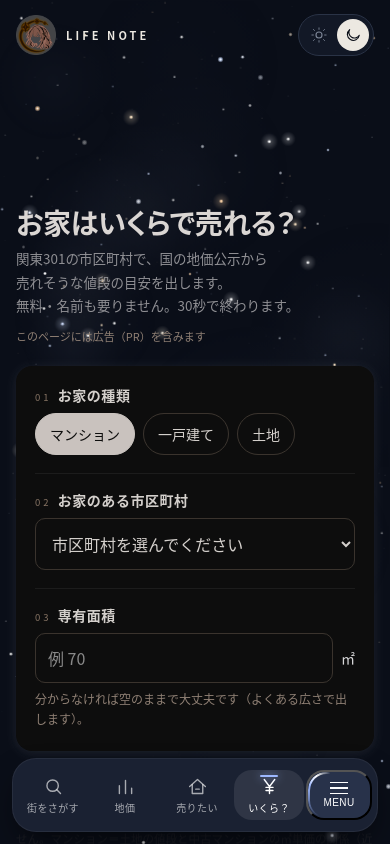 LIFE NOTE
お家はいくらで売れる？
関東301の市区町村で、国の地価公示から
売れそうな値段の目安を出します。
無料・名前も要りません。30秒で終わります。
このページには広告（PR）を含みます
01 お家の種類
マンション 一戸建て 土地
02 お家のある市区町村
市区町村を選んでください
03 専有面積
例 70 ㎡
分からなければ空のままで大丈夫です（よくある広さで出
します）。
街をさがす 地価 売りたい いくら？ MENU